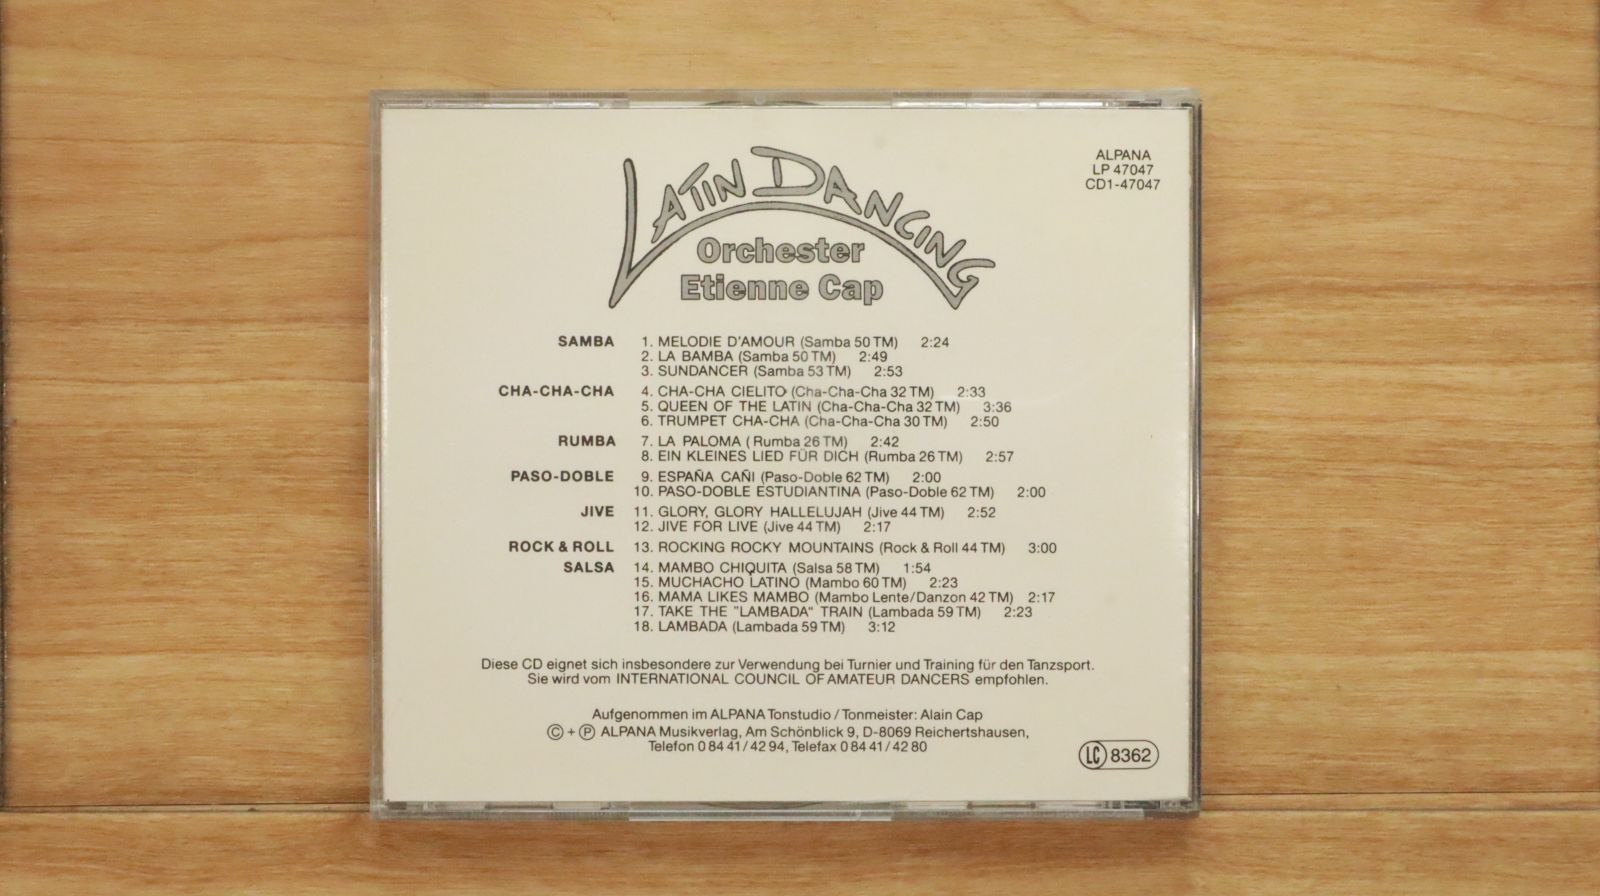 LATIN DANCING
Orchester
Etienne Cap
ALPANA
LP 47047
CD1-47047
SAMBA 1. MELODIE D'AMOUR (Samba 50 TM) 2:24
2. LA BAMBA (Samba 50 TM) 2:49
3. SUNDANCER (Samba 53 TM) 2:53
CHA-CHA-CHA 4. CHA-CHA CIELITO (Cha-Cha-Cha 32 TM) 2:33
5. QUEEN OF THE LATIN (Cha-Cha-Cha 32 TM) 3:36
6. TRUMPET CHA-CHA (Cha-Cha-Cha 30 TM) 2:50
RUMBA 7. LA PALOMA ( Rumba 26 TM) 2:42
8. EIN KLEINES LIED FÜR DICH (Rumba 26 TM) 2:57
PASO-DOBLE 9. ESPAÑA CAÑI (Paso-Doble 62 TM) 2:00
10. PASO-DOBLE ESTUDIANTINA (Paso-Doble 62 TM) 2:00
JIVE 11. GLORY, GLORY HALLELUJAH (Jive 44 TM) 2:52
12. JIVE FOR LIVE (Jive 44 TM) 2:17
ROCK & ROLL 13. ROCKING ROCKY MOUNTAINS (Rock & Roll 44 TM) 3:00
SALSA 14. MAMBO CHIQUITA (Salsa 58 TM) 1:54
15. MUCHACHO LATINO (Mambo 60 TM) 2:23
16. MAMA LIKES MAMBO (Mambo Lente/Danzon 42 TM) 2:17
17. TAKE THE "LAMBADA" TRAIN (Lambada 59 TM) 2:23
18. LAMBADA (Lambada 59 TM) 3:12
Diese CD eignet sich insbesondere zur Verwendung bei Turnier und Training für den Tanzsport.
Sie wird vom INTERNATIONAL COUNCIL OF AMATEUR DANCERS empfohlen.
Aufgenommen im ALPANA Tonstudio / Tonmeister: Alain Cap
© + ℗ ALPANA Musikverlag, Am Schönblick 9, D-8069 Reichertshausen,
Telefon 0 84 41 / 42 94, Telefax 0 84 41 / 42 80
LC 8362